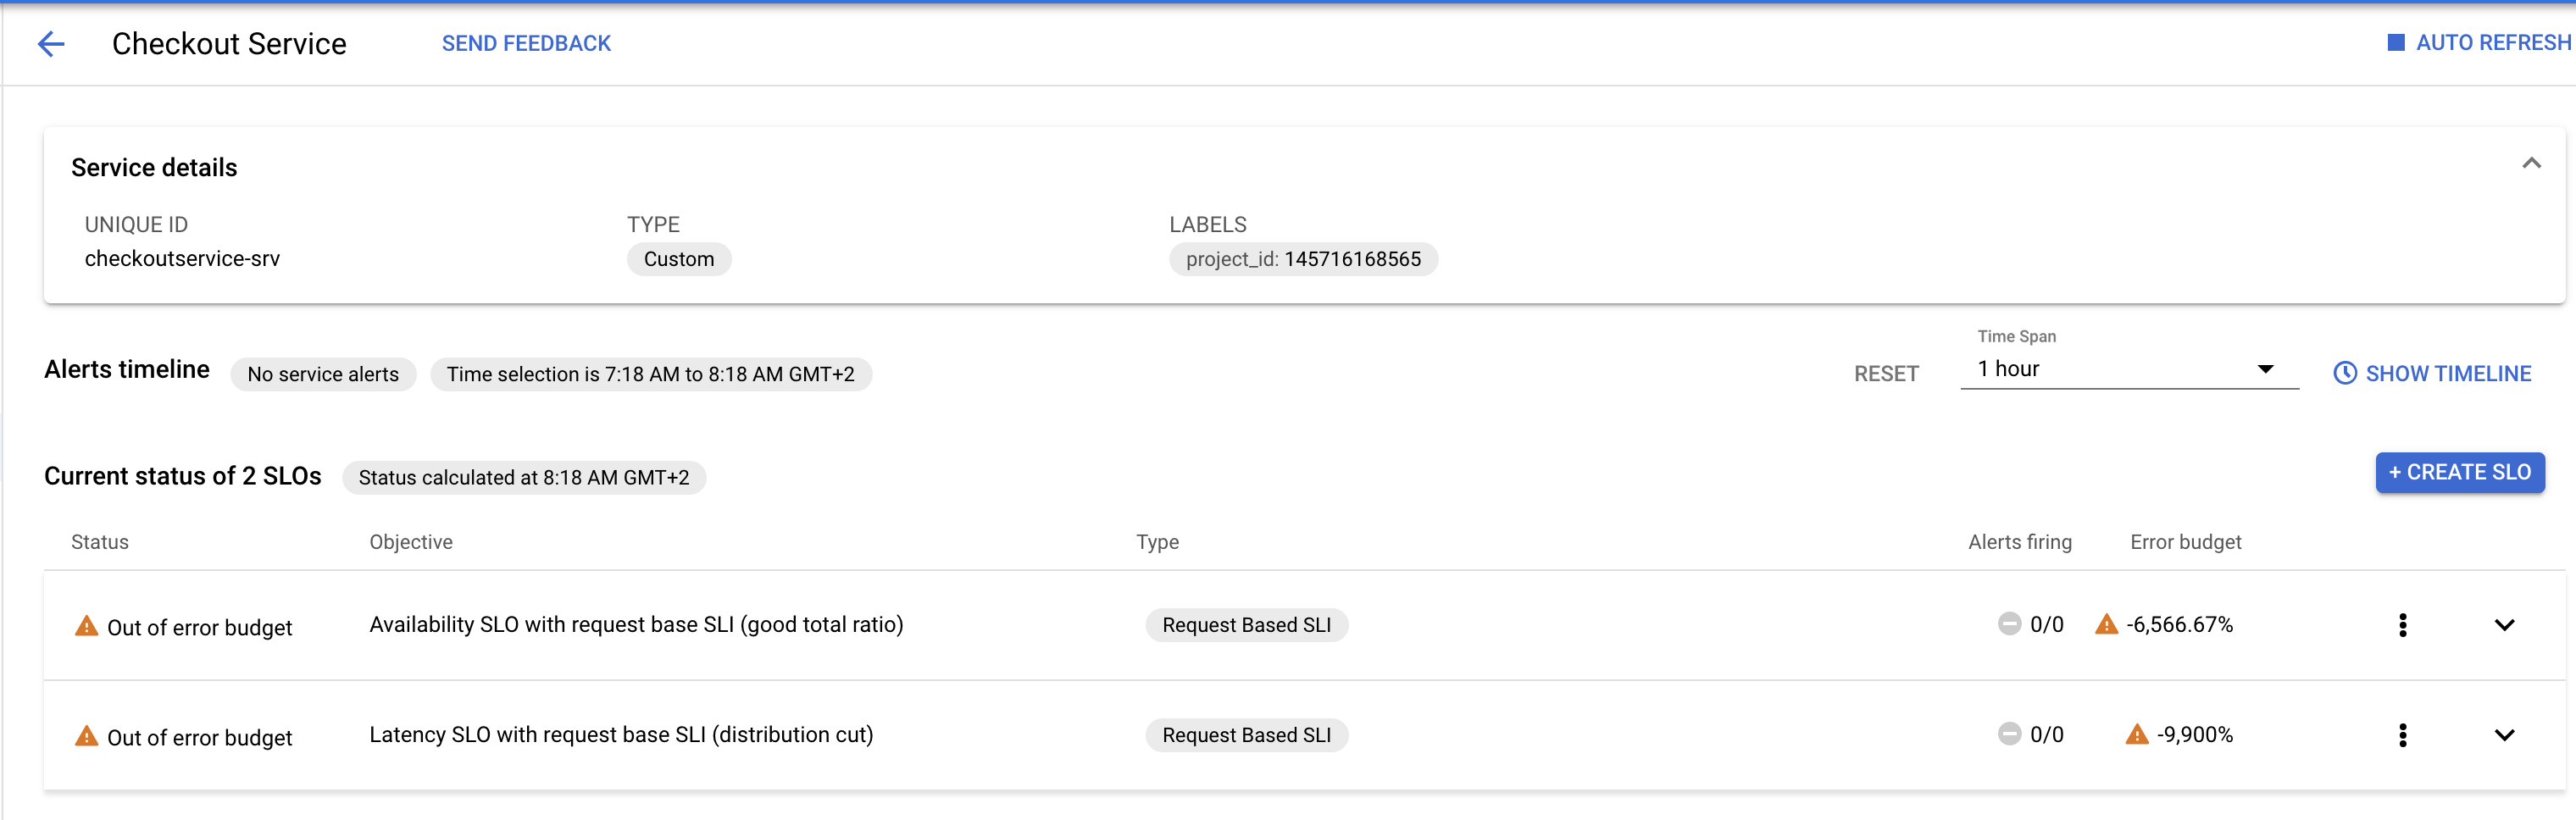 Checkout Service SEND FEEDBACK AUTO REFRESH
Service details
UNIQUE ID TYPE LABELS
checkoutservice-srv Custom project_id: 145716168565
Time Span
Alerts timeline No service alerts Time selection is 7:18 AM to 8:18 AM GMT+2 RESET 1 hour SHOW TIMELINE
Current status of 2 SLOs Status calculated at 8:18 AM GMT+2 + CREATE SLO
Status Objective Type Alerts firing Error budget
Out of error budget Availability SLO with request base SLI (good total ratio) Request Based SLI 0/0 -6,566.67%
Out of error budget Latency SLO with request base SLI (distribution cut) Request Based SLI 0/0 -9,900%